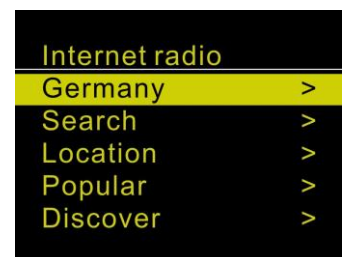 Internet radio
Germany >
Search >
Location >
Popular >
Discover >